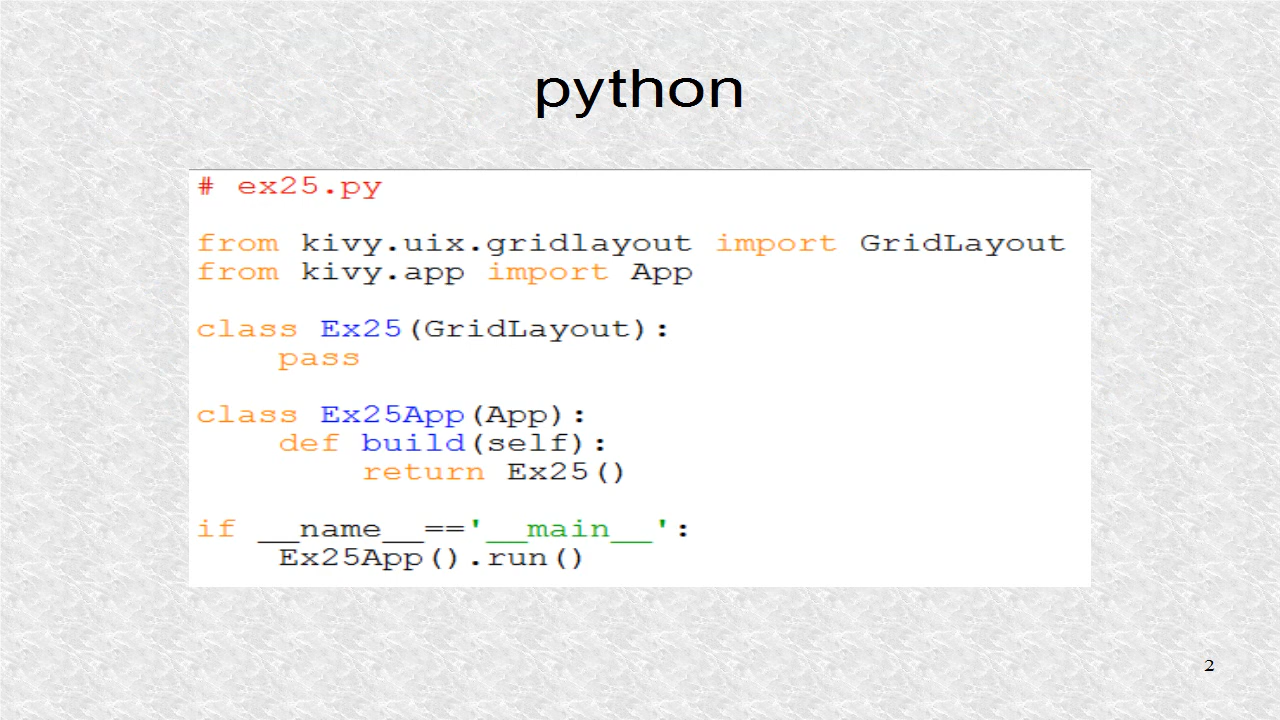 python
# ex25.py
from kivy.uix.gridlayout import GridLayout
from kivy.app import App
class Ex25(GridLayout):
    pass
class Ex25App(App):
    def build(self):
        return Ex25()
if __name__=='__main__':
    Ex25App().run()
2